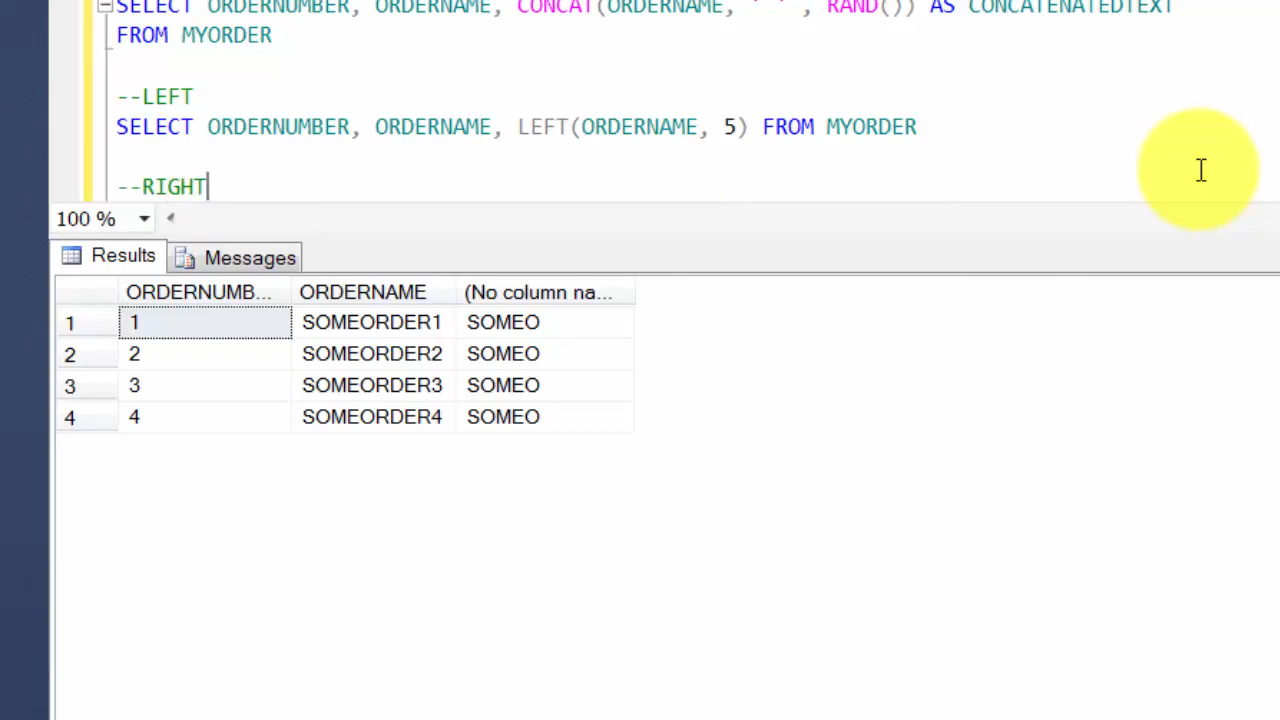 SELECT ORDERNUMBER, ORDERNAME, CONCAT(ORDERNAME, ' ' , RAND()) AS CONCATENATEDTEXT
FROM MYORDER
--LEFT
SELECT ORDERNUMBER, ORDERNAME, LEFT(ORDERNAME, 5) FROM MYORDER
--RIGHT
100 %
Results Messages
ORDERNUMB... ORDERNAME (No column na...
1 1 SOMEORDER1 SOMEO
2 2 SOMEORDER2 SOMEO
3 3 SOMEORDER3 SOMEO
4 4 SOMEORDER4 SOMEO